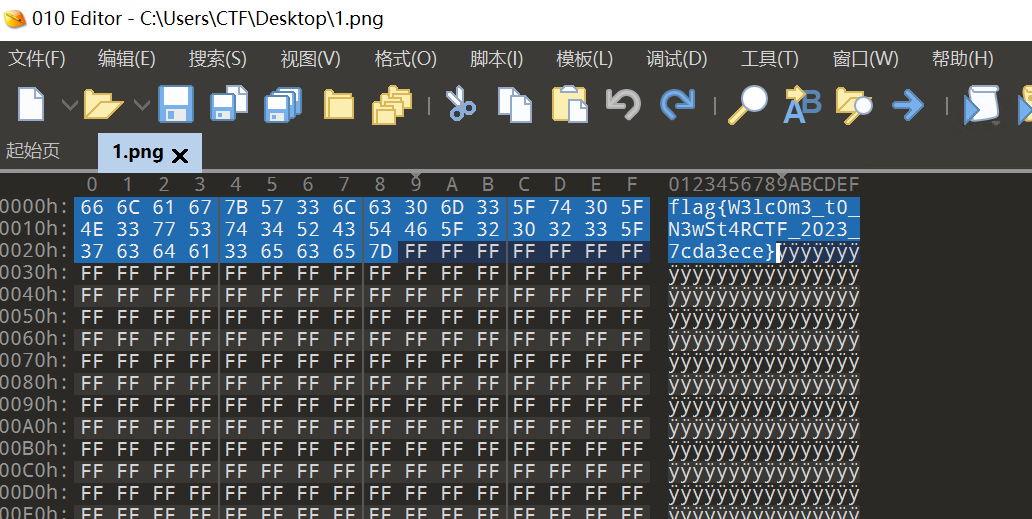 010 Editor - C:\Users\CTF\Desktop\1.png
文件(F) 编辑(E) 搜索(S) 视图(V) 格式(O) 脚本(I) 模板(L) 调试(D) 工具(T) 窗口(W) 帮助(H)
起始页 1.png
0 1 2 3 4 5 6 7 8 9 A B C D E F 0123456789ABCDEF
0000h: 66 6C 61 67 7B 57 33 6C 63 30 6D 33 5F 74 30 5F flag{W3lc0m3_t0_
0010h: 4E 33 77 53 74 34 52 43 54 46 5F 32 30 32 33 5F N3wSt4RCTF_2023_
0020h: 37 63 64 61 33 65 63 65 7D FF FF FF FF FF FF FF 7cda3ece}ÿÿÿÿÿÿÿ
0030h: FF FF FF FF FF FF FF FF FF FF FF FF FF FF FF FF ÿÿÿÿÿÿÿÿÿÿÿÿÿÿÿÿ
0040h: FF FF FF FF FF FF FF FF FF FF FF FF FF FF FF FF ÿÿÿÿÿÿÿÿÿÿÿÿÿÿÿÿ
0050h: FF FF FF FF FF FF FF FF FF FF FF FF FF FF FF FF ÿÿÿÿÿÿÿÿÿÿÿÿÿÿÿÿ
0060h: FF FF FF FF FF FF FF FF FF FF FF FF FF FF FF FF ÿÿÿÿÿÿÿÿÿÿÿÿÿÿÿÿ
0070h: FF FF FF FF FF FF FF FF FF FF FF FF FF FF FF FF ÿÿÿÿÿÿÿÿÿÿÿÿÿÿÿÿ
0080h: FF FF FF FF FF FF FF FF FF FF FF FF FF FF FF FF ÿÿÿÿÿÿÿÿÿÿÿÿÿÿÿÿ
0090h: FF FF FF FF FF FF FF FF FF FF FF FF FF FF FF FF ÿÿÿÿÿÿÿÿÿÿÿÿÿÿÿÿ
00A0h: FF FF FF FF FF FF FF FF FF FF FF FF FF FF FF FF ÿÿÿÿÿÿÿÿÿÿÿÿÿÿÿÿ
00B0h: FF FF FF FF FF FF FF FF FF FF FF FF FF FF FF FF ÿÿÿÿÿÿÿÿÿÿÿÿÿÿÿÿ
00C0h: FF FF FF FF FF FF FF FF FF FF FF FF FF FF FF FF ÿÿÿÿÿÿÿÿÿÿÿÿÿÿÿÿ
00D0h: FF FF FF FF FF FF FF FF FF FF FF FF FF FF FF FF ÿÿÿÿÿÿÿÿÿÿÿÿÿÿÿÿ
00E0h: FF FF FF FF FF FF FF FF FF FF FF FF FF FF FF FF ÿÿÿÿÿÿÿÿÿÿÿÿÿÿÿÿ